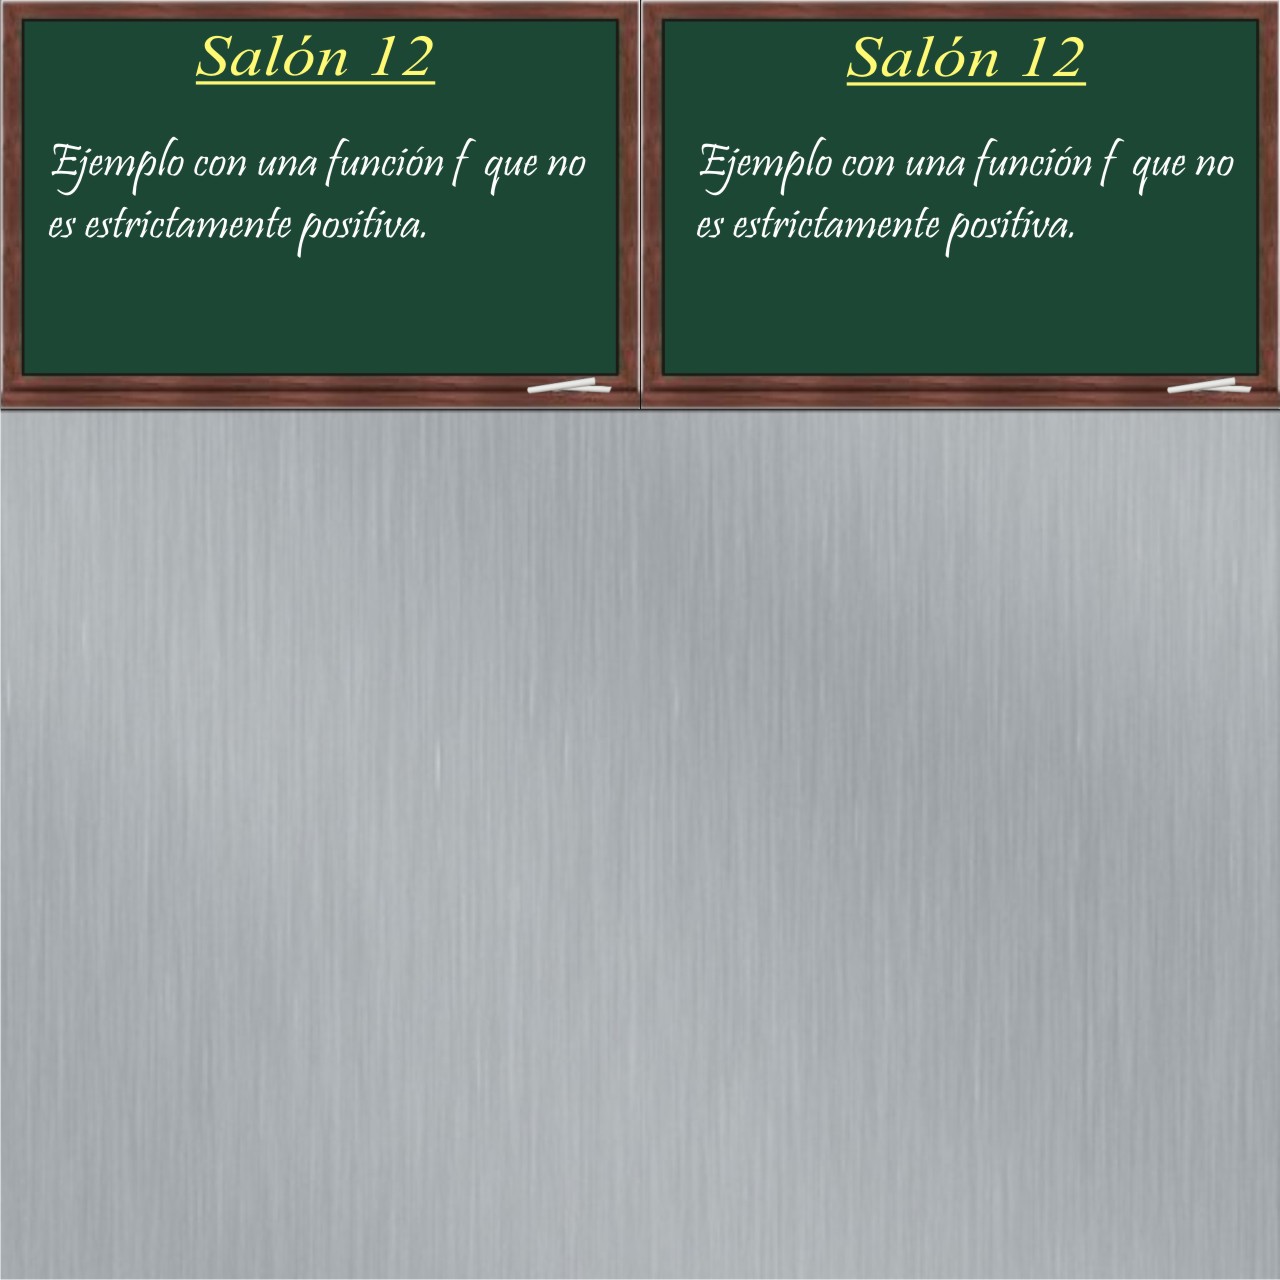 Salón 12
Ejemplo con una función f que no
es estrictamente positiva.
Salón 12
Ejemplo con una función f que no
es estrictamente positiva.